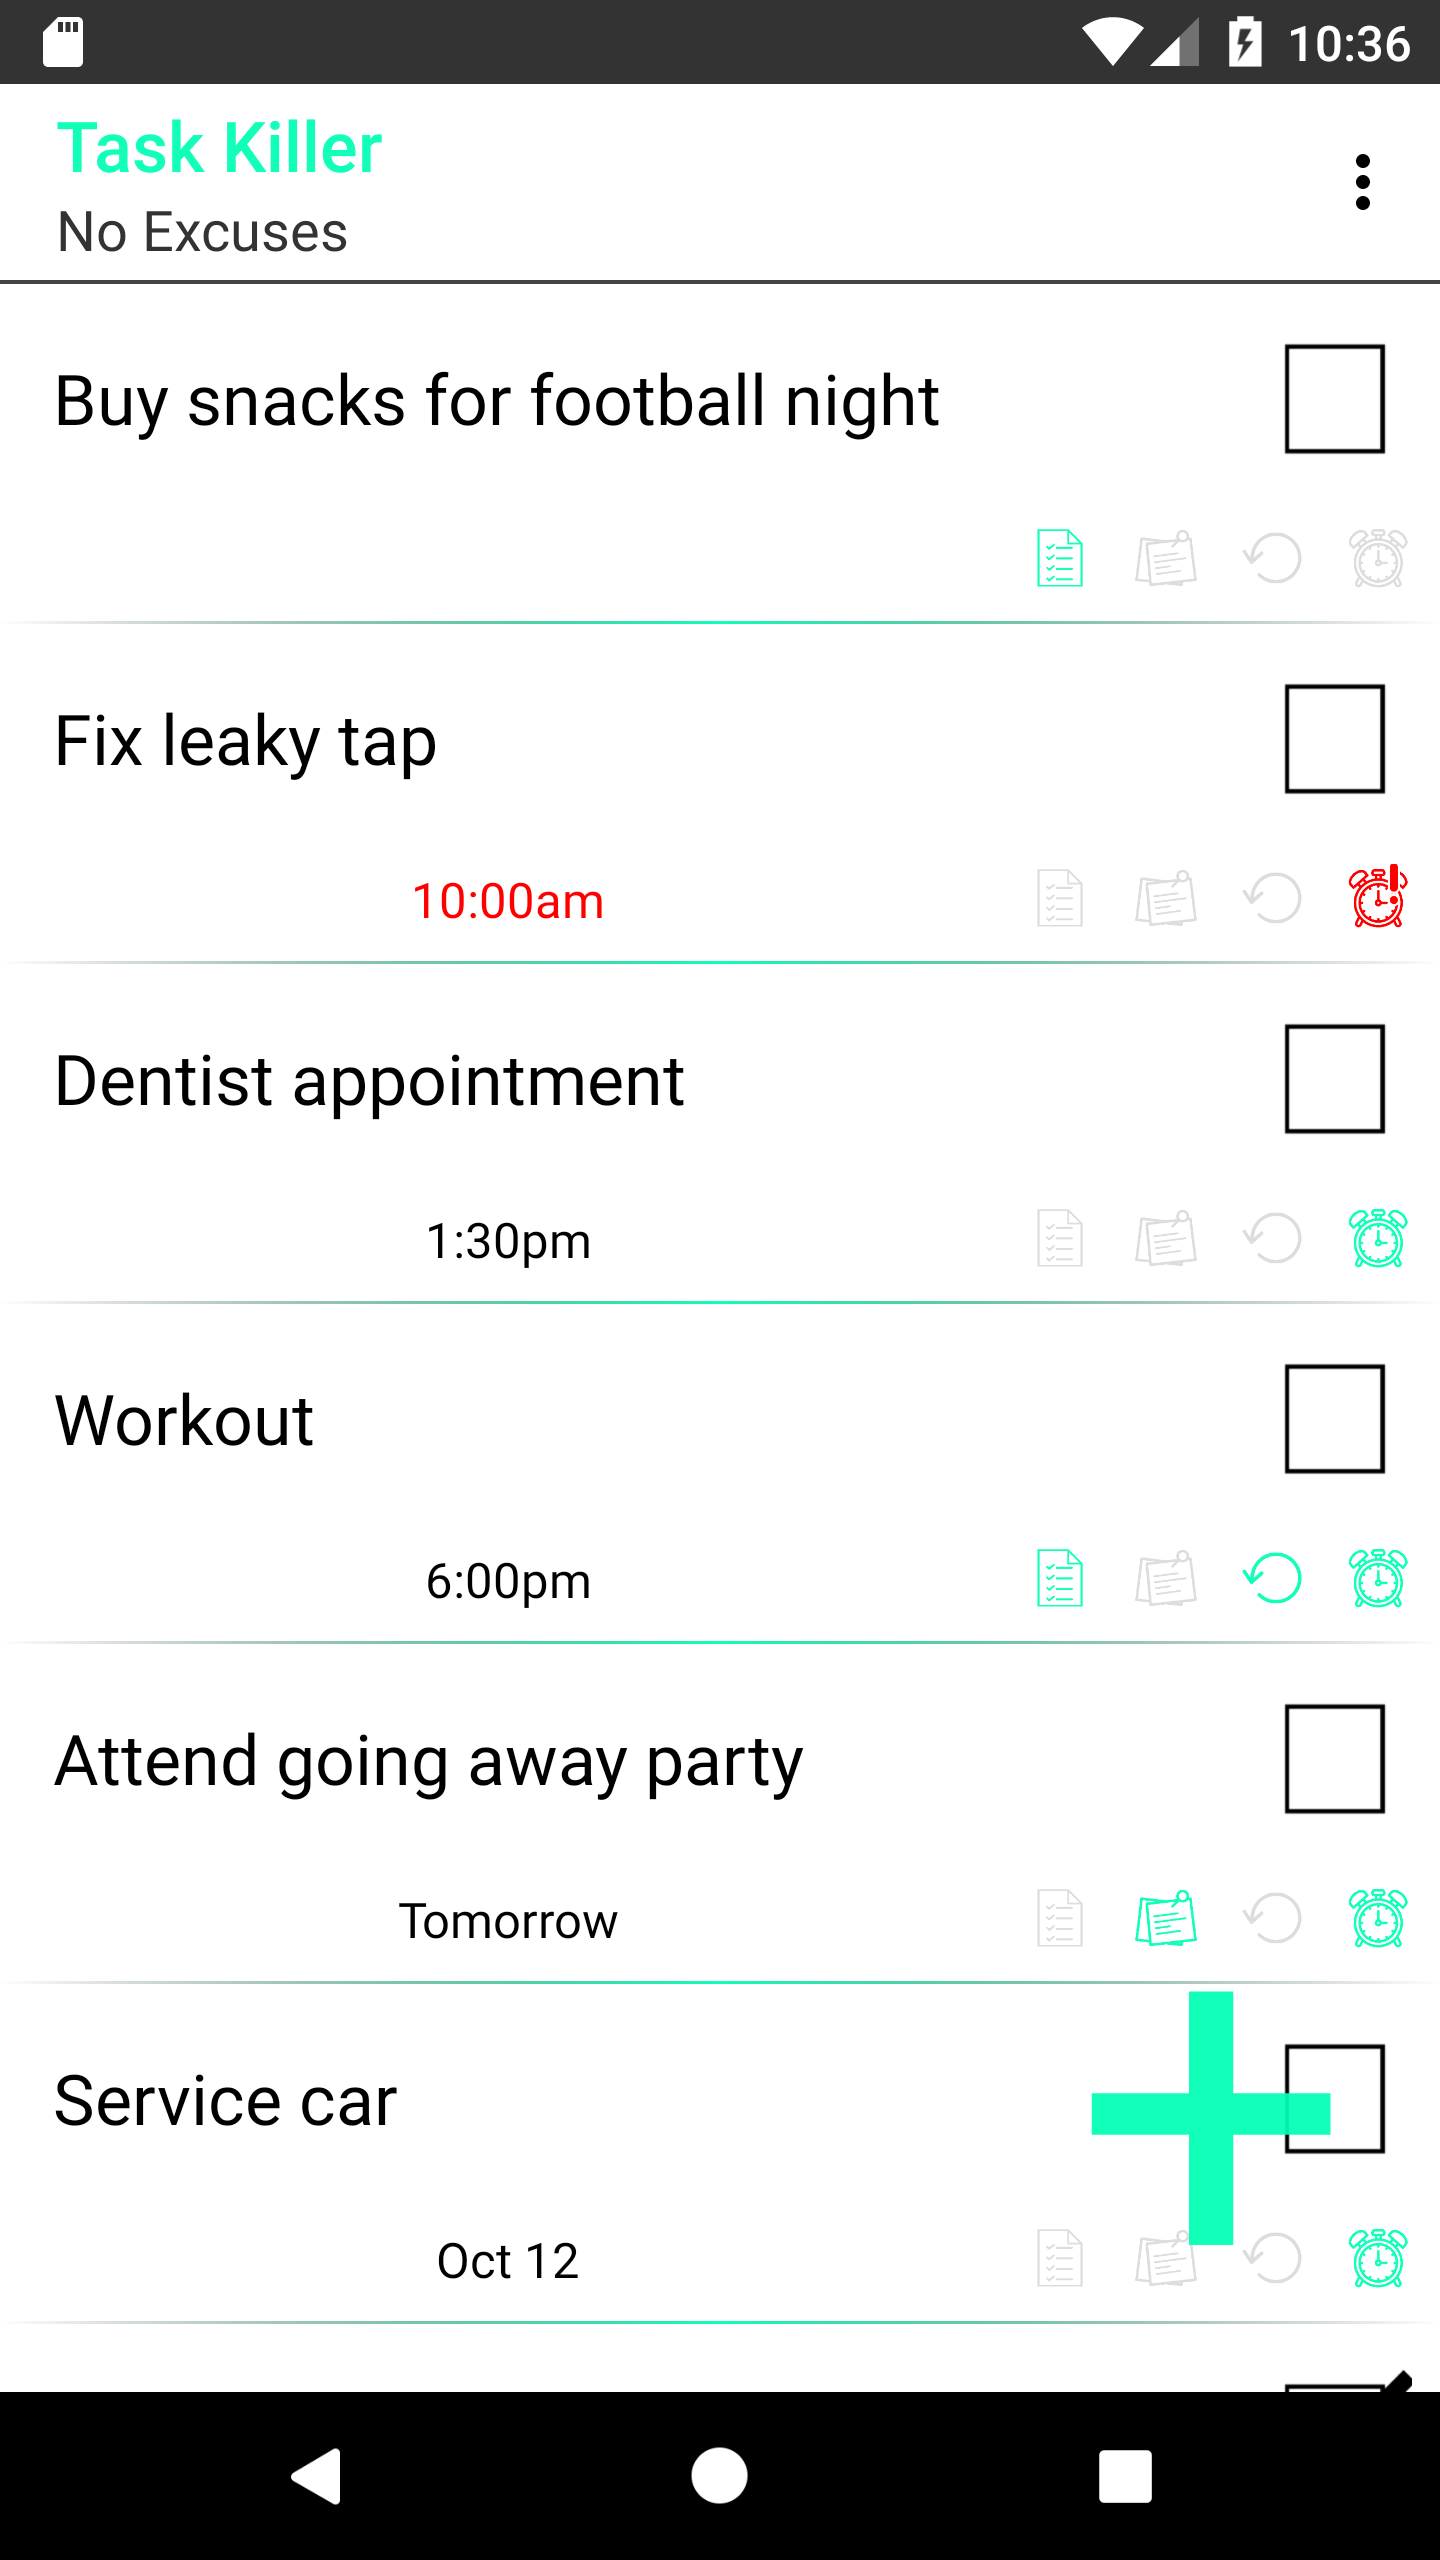 10:36
Task Killer
No Excuses
Buy snacks for football night
Fix leaky tap
10:00am
Dentist appointment
1:30pm
Workout
6:00pm
Attend going away party
Tomorrow
Service car
Oct 12